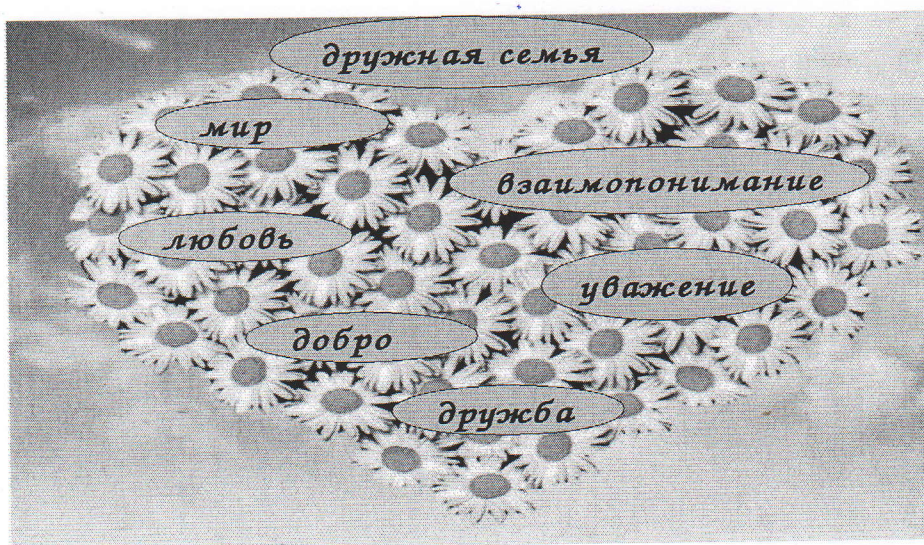 дружная семья
мир
взаимопонимание
любовь
уважение
добро
дружба